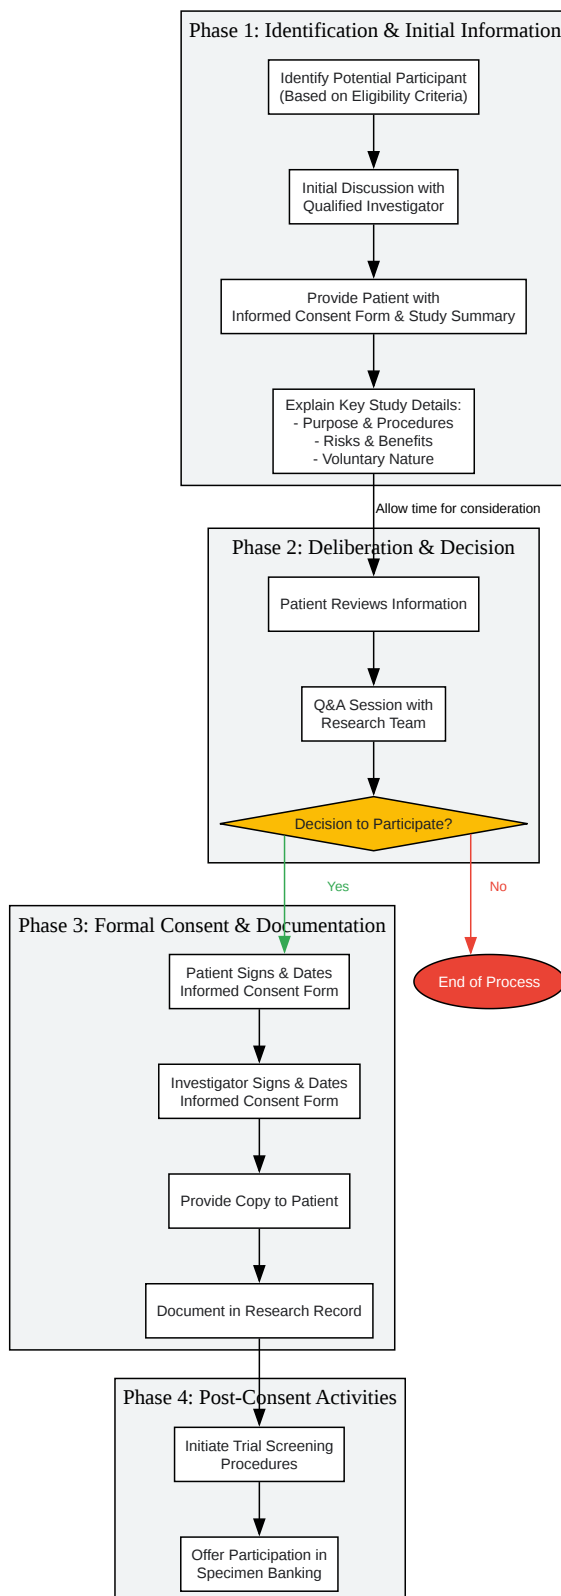 Phase 1: Identification & Initial Information
Identify Potential Participant
(Based on Eligibility Criteria)
Initial Discussion with
Qualified Investigator
Provide Patient with
Informed Consent Form & Study Summary
Explain Key Study Details:
- Purpose & Procedures
- Risks & Benefits
- Voluntary Nature
Allow time for consideration
Phase 2: Deliberation & Decision
Patient Reviews Information
Q&A Session with
Research Team
Decision to Participate?
Yes
No
Phase 3: Formal Consent & Documentation
Patient Signs & Dates
Informed Consent Form
End of Process
Investigator Signs & Dates
Informed Consent Form
Provide Copy to Patient
Document in Research Record
Phase 4: Post-Consent Activities
Initiate Trial Screening
Procedures
Offer Participation in
Specimen Banking